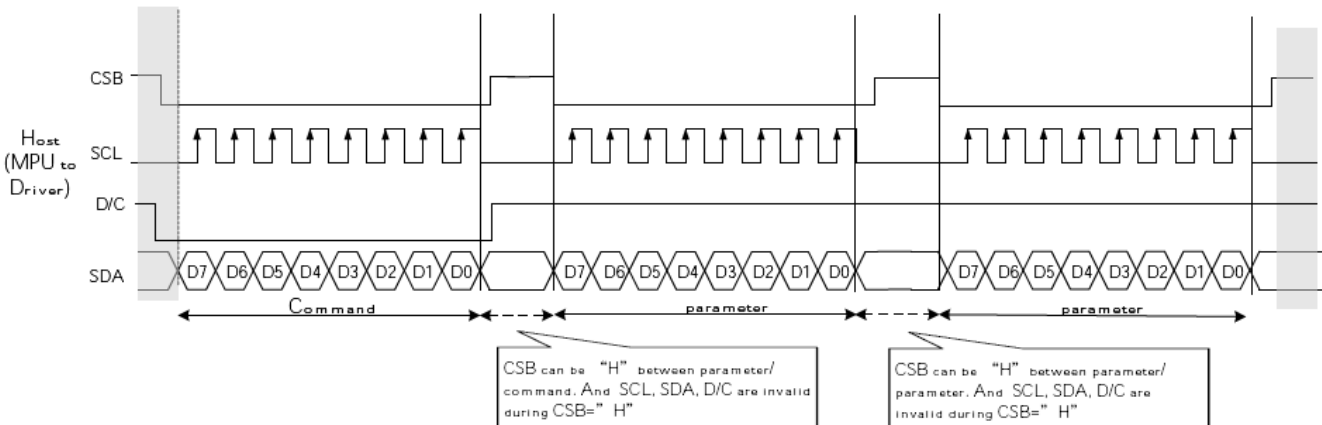 CSB
Host
(MPU to
Driver)
SCL
D/C
SDA
D7 D6 D5 D4 D3 D2 D1 D0 D7 D6 D5 D4 D3 D2 D1 D0 D7 D6 D5 D4 D3 D2 D1 D0
Command parameter parameter
CSB can be “H” between parameter/
command. And SCL, SDA, D/C are invalid
during CSB=” H”
CSB can be “H” between parameter/
parameter. And SCL, SDA, D/C are
invalid during CSB=” H”